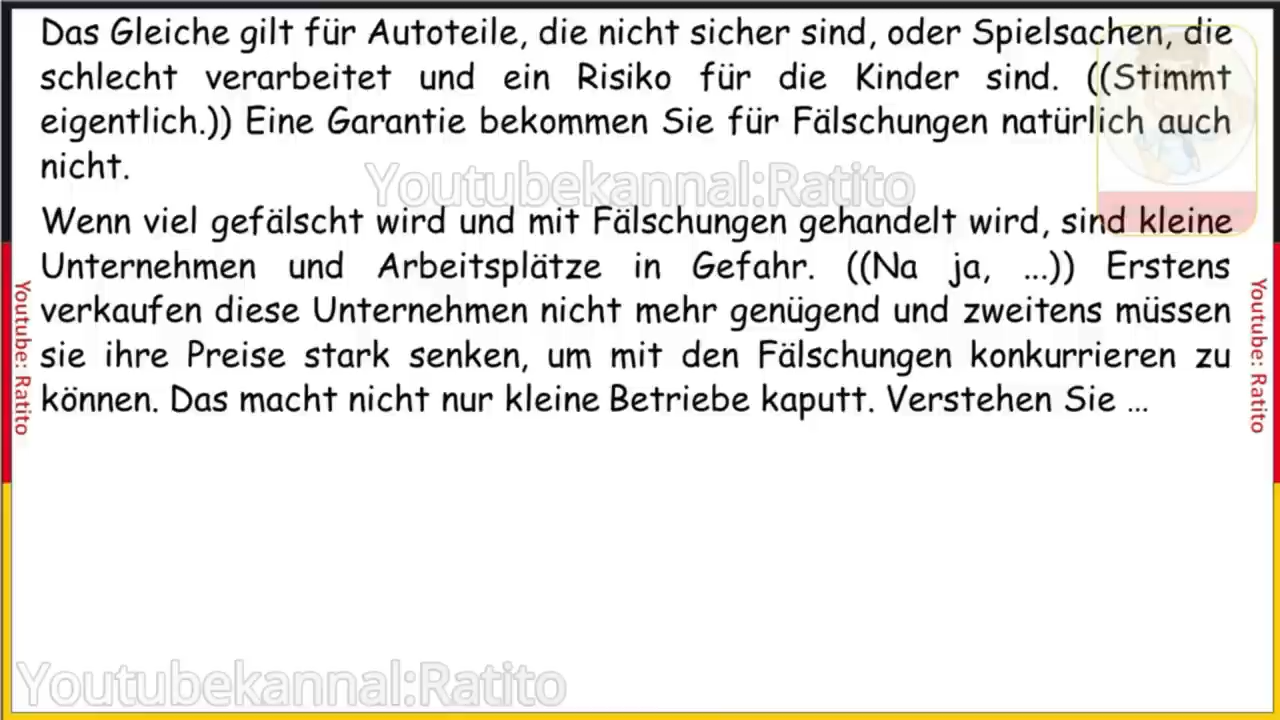 Das Gleiche gilt für Autoteile, die nicht sicher sind, oder Spielsachen, die
schlecht verarbeitet und ein Risiko für die Kinder sind. ((Stimmt
eigentlich.)) Eine Garantie bekommen Sie für Fälschungen natürlich auch
nicht.
Youtubekannal:Ratito
Wenn viel gefälscht wird und mit Fälschungen gehandelt wird, sind kleine
Unternehmen und Arbeitsplätze in Gefahr. ((Na ja, ...)) Erstens
verkaufen diese Unternehmen nicht mehr genügend und zweitens müssen
sie ihre Preise stark senken, um mit den Fälschungen konkurrieren zu
können. Das macht nicht nur kleine Betriebe kaputt. Verstehen Sie …
Youtube: Ratito
Youtube: Ratito
Youtubekannal:Ratito